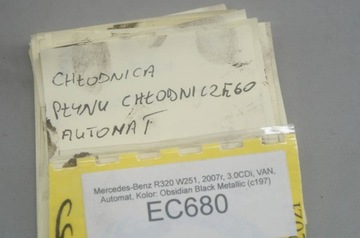 CHŁODNICA
PŁYNU CHŁODNICZEGO
AUTOMAT
Mercedes-Benz R320 W251, 2007r, 3.0CDi, VAN,
Automat, Kolor: Obsidian Black Metallic (c197)
EC680